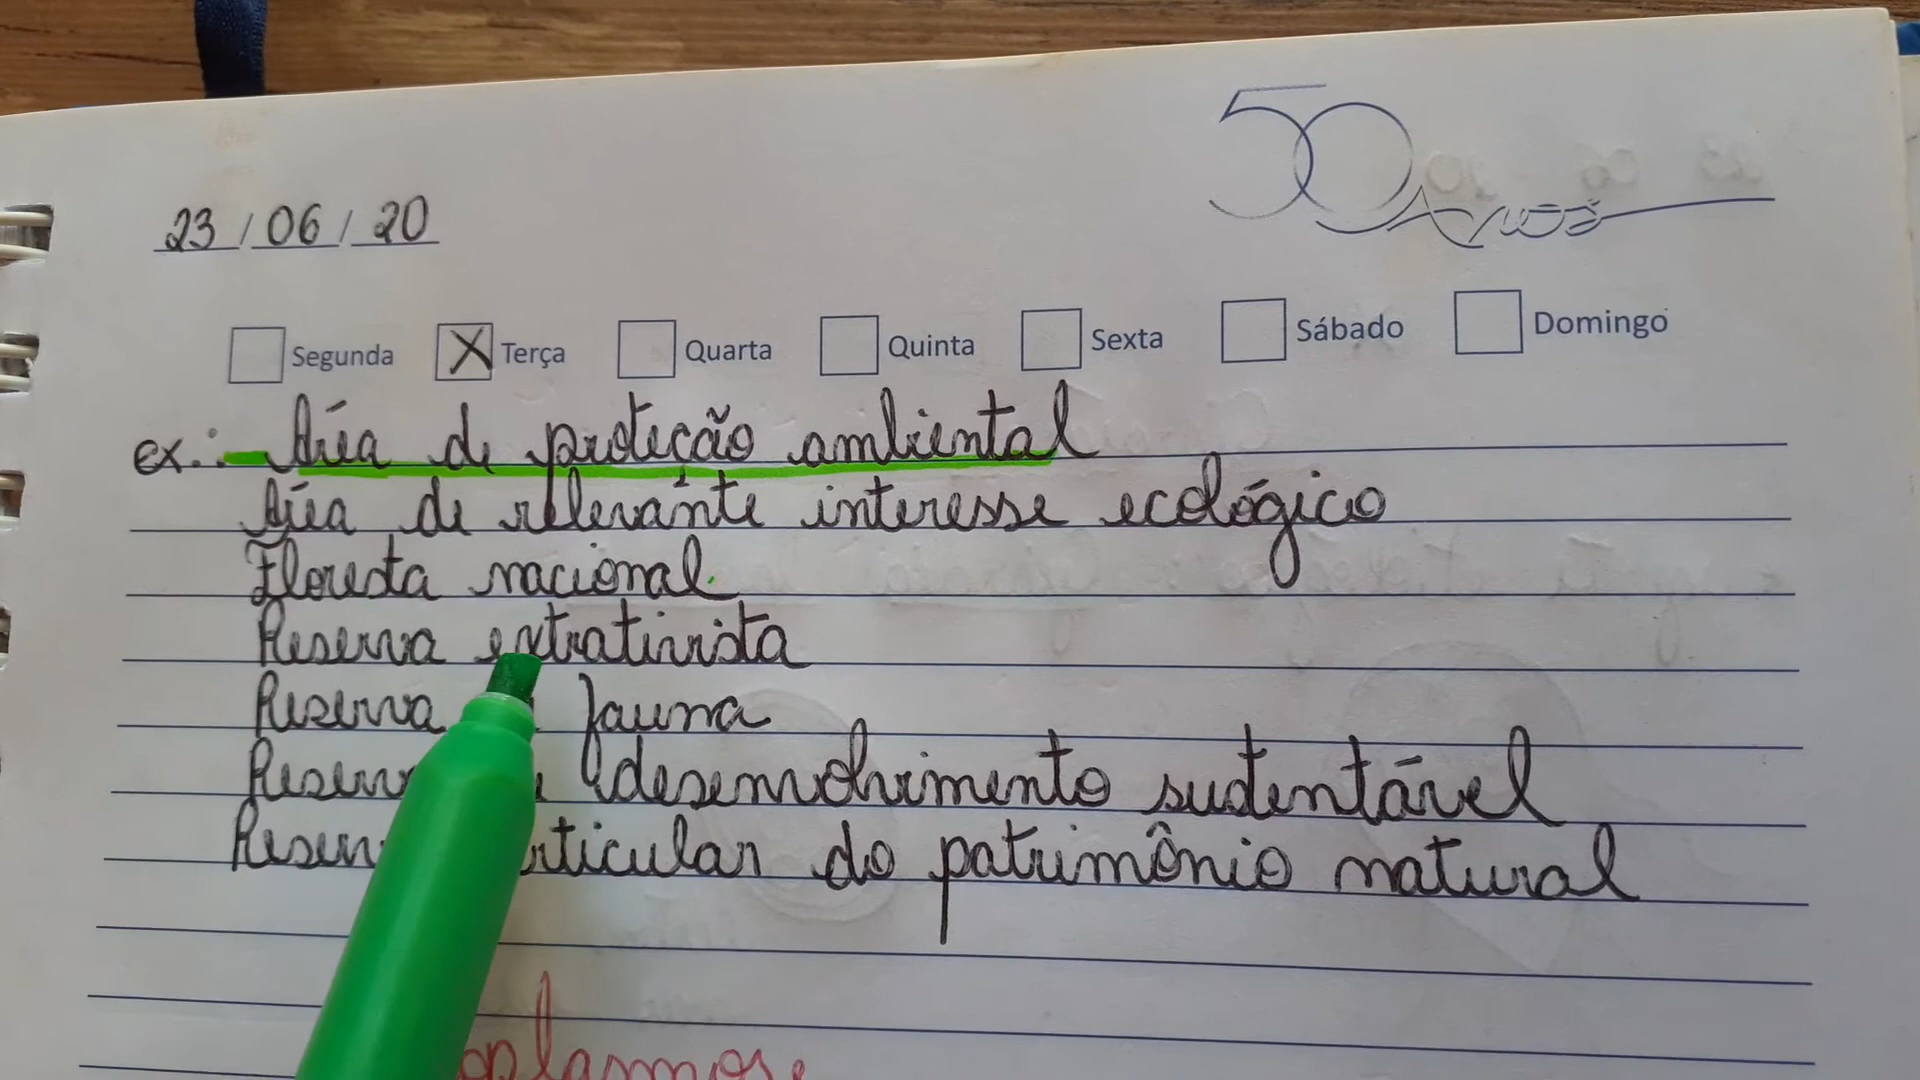 50 Anos
23/06/20
Segunda X Terça Quarta Quinta Sexta Sábado Domingo
ex.: Área de proteção ambiental
Área de relevante interesse ecológico
Floresta nacional
Reserva extrativista
Reserva fauna
desenvolvimento sustentável
do patrimônio natural